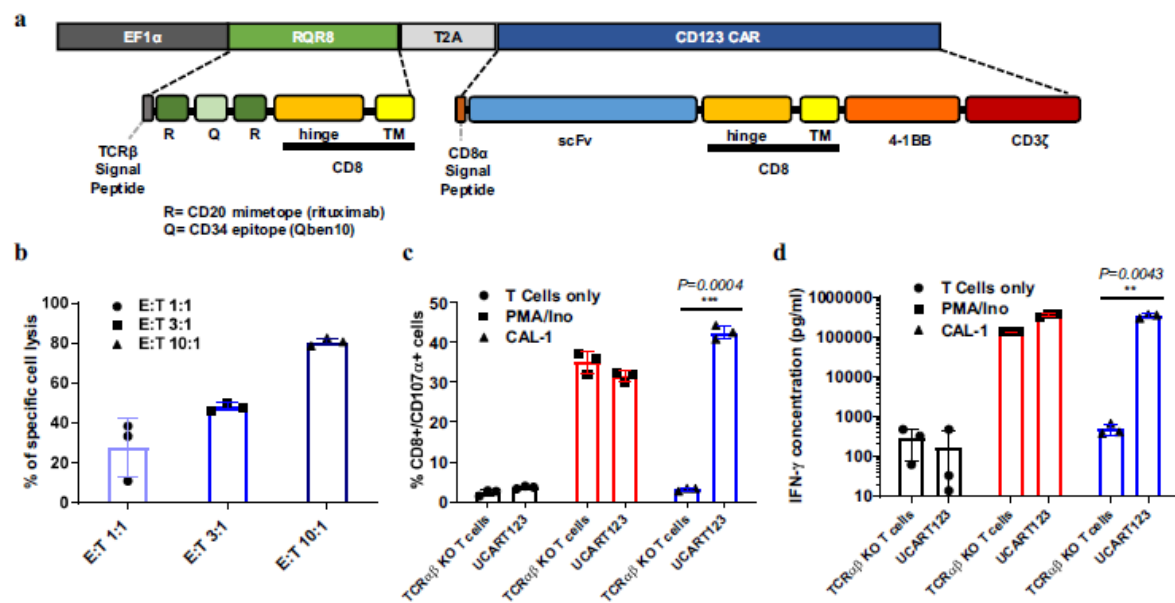 a
EF1α RQR8 T2A CD123 CAR
R Q R hinge TM
scFv hinge TM 4-1BB CD3ζ
TCRβ
Signal
Peptide
CD8
CD8α
Signal
Peptide
CD8
R= CD20 mimetope (rituximab)
Q= CD34 epitope (Qben10)
b
% of specific cell lysis
100
80
60
40
20
0
E:T 1:1
E:T 3:1
E:T 10:1
E:T 1:1
E:T 3:1
E:T 10:1
c
% CD8+/CD107α+ cells
50
40
30
20
10
0
T Cells only
PMA/Ino
CAL-1
P=0.0004
***
TCRαβ KO T cells
UCART123
TCRαβ KO T cells
UCART123
TCRαβ KO T cells
UCART123
d
IFN-γ concentration (pg/ml)
1000000
100000
10000
1000
100
10
T Cells only
PMA/Ino
CAL-1
P=0.0043
**
TCRαβ KO T cells
UCART123
TCRαβ KO T cells
UCART123
TCRαβ KO T cells
UCART123